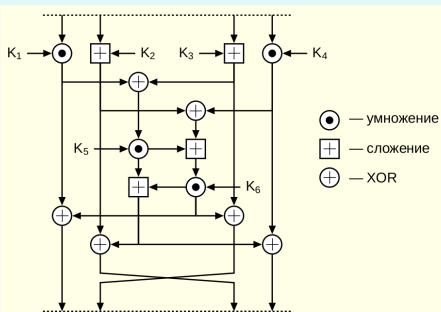 K1
K2
K3
K4
— умножение
K5
— сложение
— XOR
K6